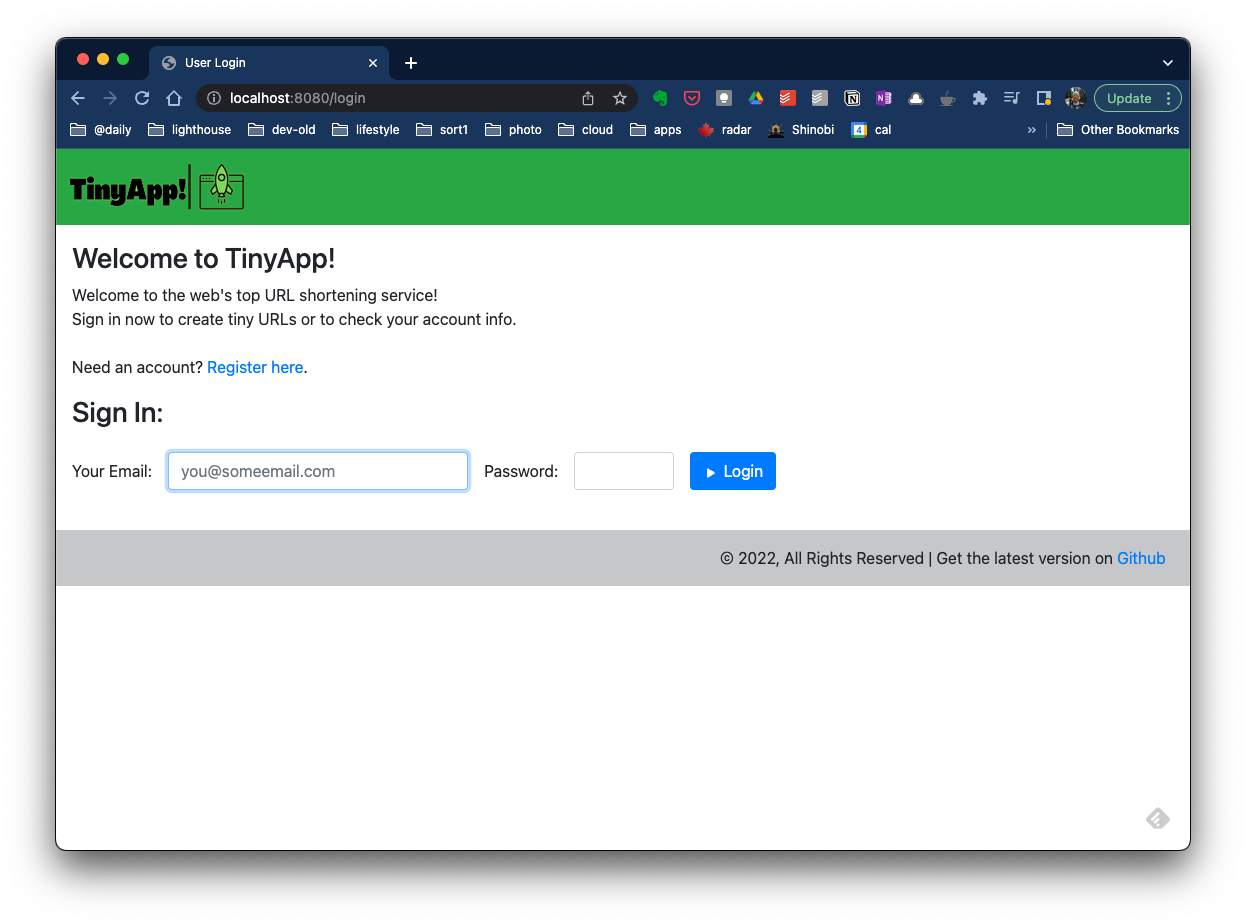 User Login
localhost:8080/login
Update
@daily lighthouse dev-old lifestyle sort1 photo cloud apps radar Shinobi 4 cal » Other Bookmarks
TinyApp!
Welcome to TinyApp!
Welcome to the web's top URL shortening service!
Sign in now to create tiny URLs or to check your account info.
Need an account? Register here.
Sign In:
Your Email: you@someemail.com Password: Login
© 2022, All Rights Reserved | Get the latest version on Github